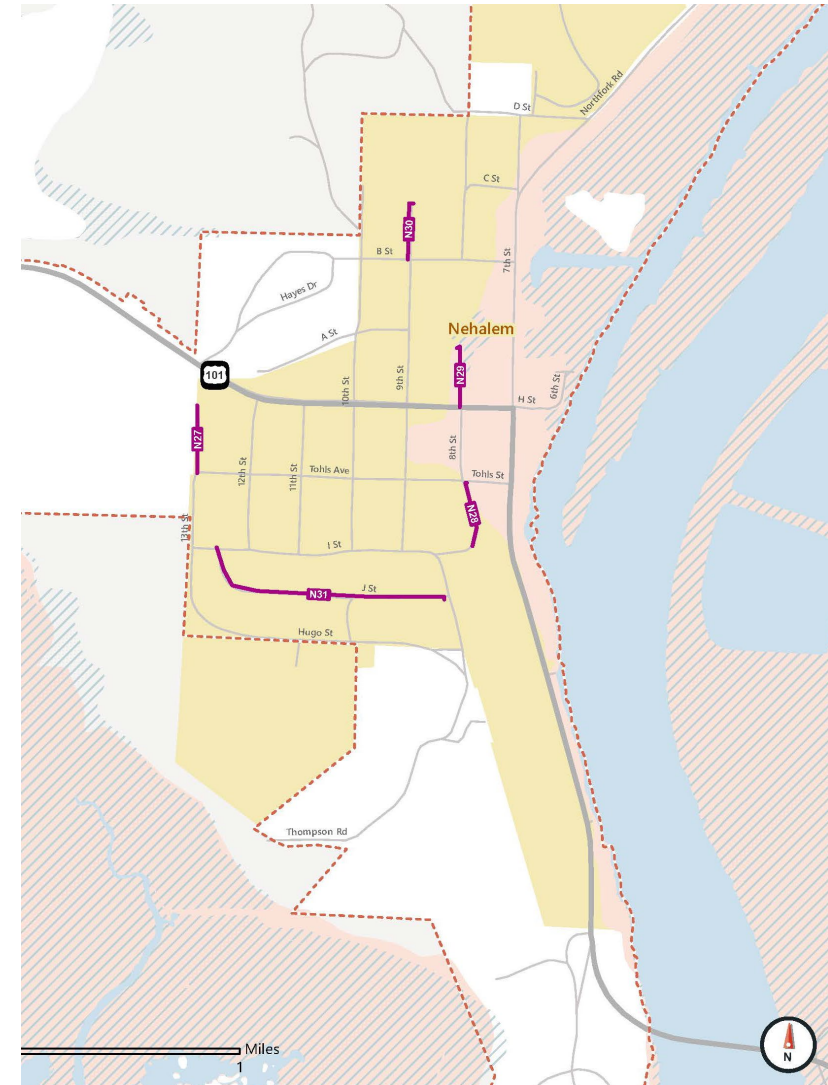 D St
Northfork Rd
C St
N30
B St
7th St
Hayes Dr
Nehalem
A St
101
10th St
9th St
N29
6th St
H St
N27
8th St
12th St
11th St
Tohls Ave
Tohls St
13th St
N28
I St
J St
N31
Hugo St
Thompson Rd
Miles
1
N